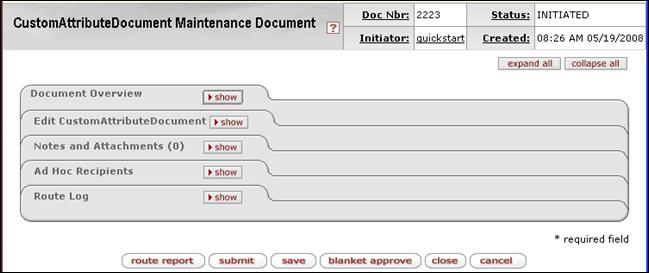 CustomAttributeDocument Maintenance Document ?
Doc Nbr: 2223 Status: INITIATED
Initiator: quickstart Created: 08:26 AM 05/19/2008
expand all collapse all
Document Overview show
Edit CustomAttributeDocument show
Notes and Attachments (0) show
Ad Hoc Recipients show
Route Log show
* required field
route report submit save blanket approve close cancel